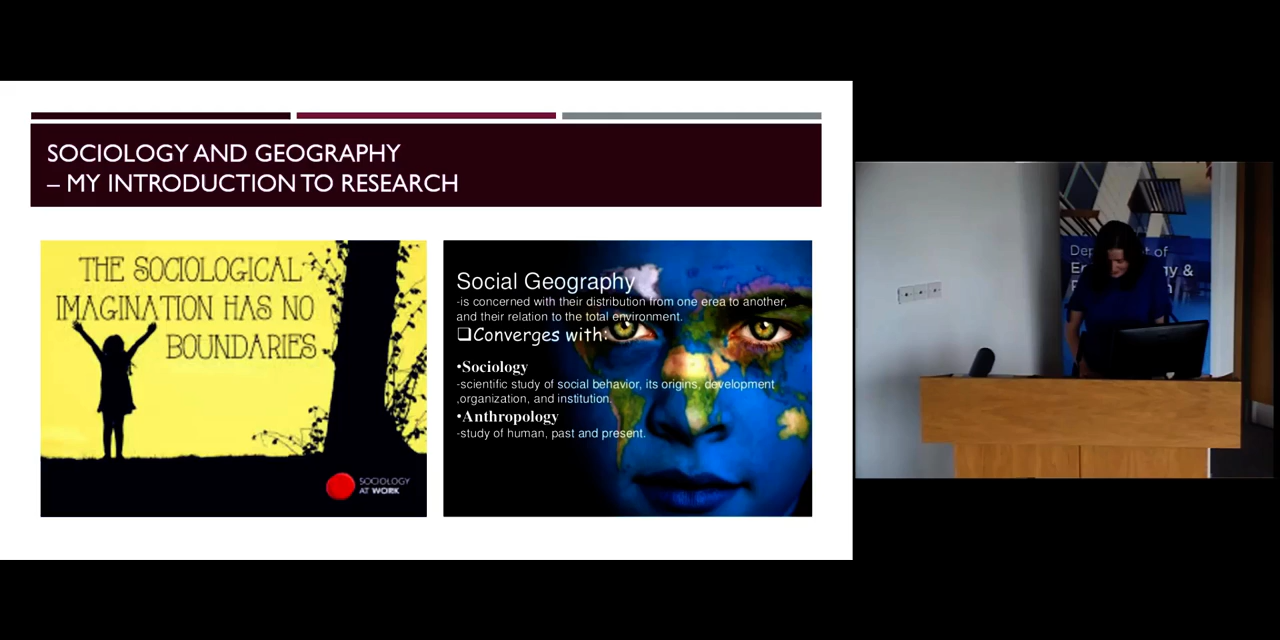 SOCIOLOGY AND GEOGRAPHY
– MY INTRODUCTION TO RESEARCH
THE SOCIOLOGICAL
IMAGINATION HAS NO
BOUNDARIES
SOCIOLOGY
AT WORK
Social Geography
-is concerned with their distribution from one erea to another,
and their relation to the total environment.
❑Converges with:
•Sociology
-scientific study of social behavior, its origins, development
,organization, and institution.
•Anthropology
-study of human, past and present.
of
&